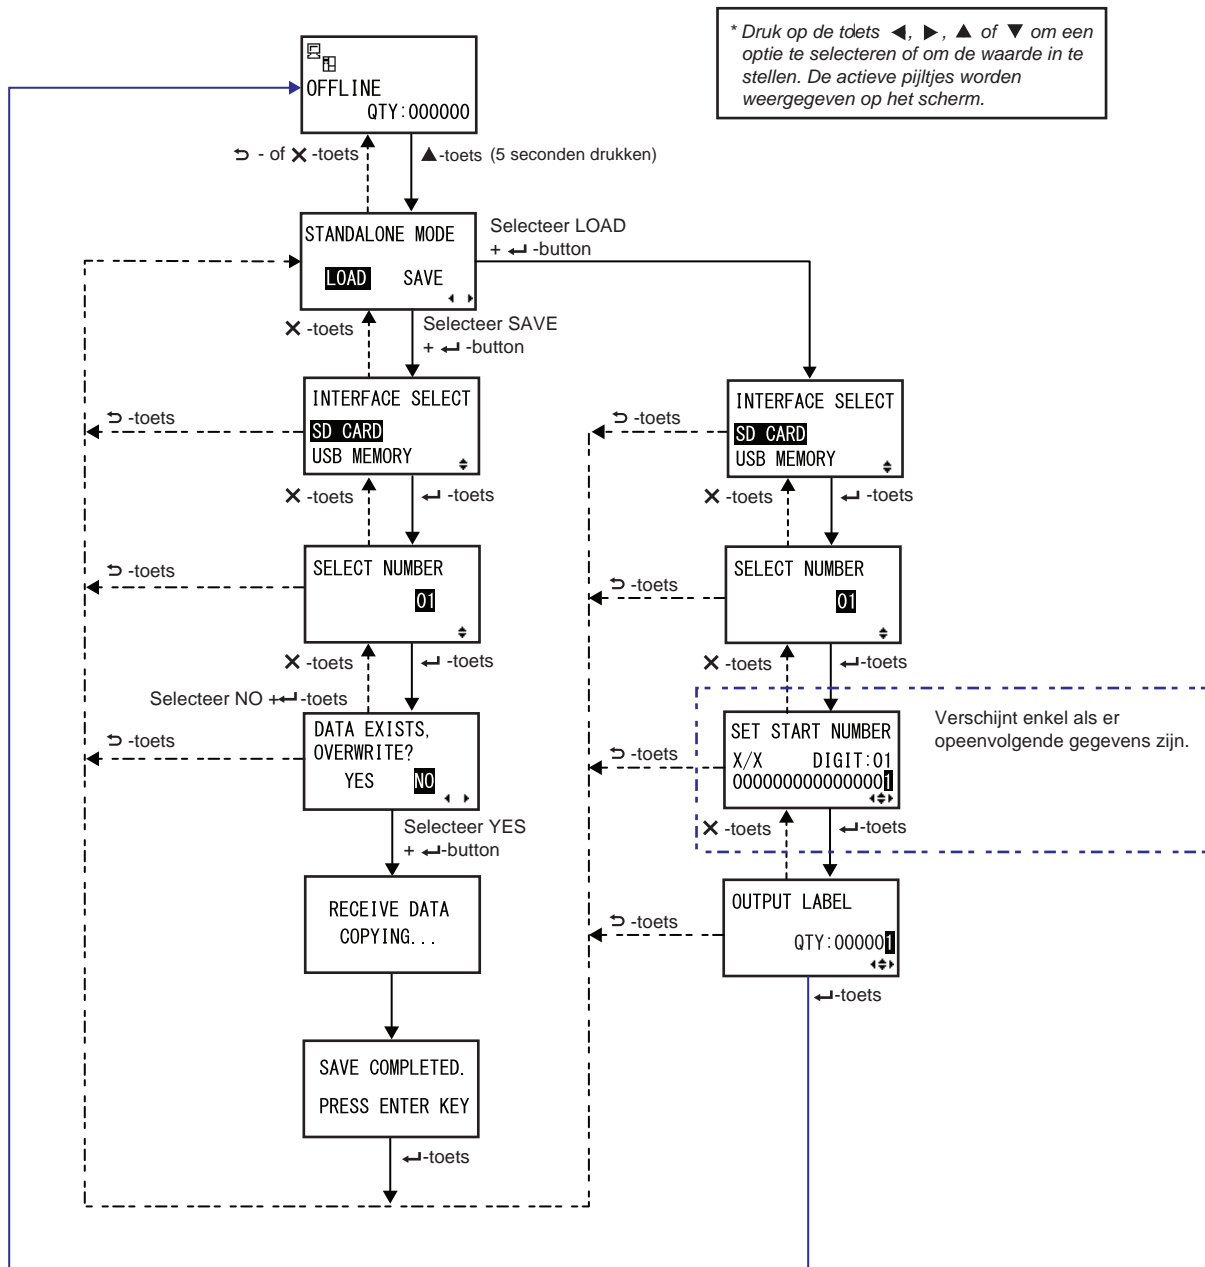 * Druk op de toets ◀, ▶, ▲ of ▼ om een
optie te selecteren of om de waarde in te
stellen. De actieve pijltjes worden
weergegeven op het scherm.
OFFLINE
QTY:000000
⮌ - of ✕ -toets
▲-toets (5 seconden drukken)
STANDALONE MODE
LOAD SAVE
Selecteer LOAD
+ ↵ -button
✕ -toets
Selecteer SAVE
+ ↵ -button
INTERFACE SELECT
SD CARD
USB MEMORY
⮌ -toets
✕ -toets
↵ -toets
SELECT NUMBER
01
⮌ -toets
✕ -toets
↵ -toets
Selecteer NO +↵ -toets
DATA EXISTS,
OVERWRITE?
YES NO
⮌ -toets
Selecteer YES
+ ↵-button
RECEIVE DATA
COPYING...
SAVE COMPLETED.
PRESS ENTER KEY
↵-toets
INTERFACE SELECT
SD CARD
USB MEMORY
⮌ -toets
✕ -toets
↵ -toets
SELECT NUMBER
01
⮌ -toets
✕ -toets
↵-toets
SET START NUMBER
X/X DIGIT:01
0000000000000001
Verschijnt enkel als er
opeenvolgende gegevens zijn.
⮌ -toets
✕ -toets
↵-toets
OUTPUT LABEL
QTY:000001
⮌ -toets
↵-toets